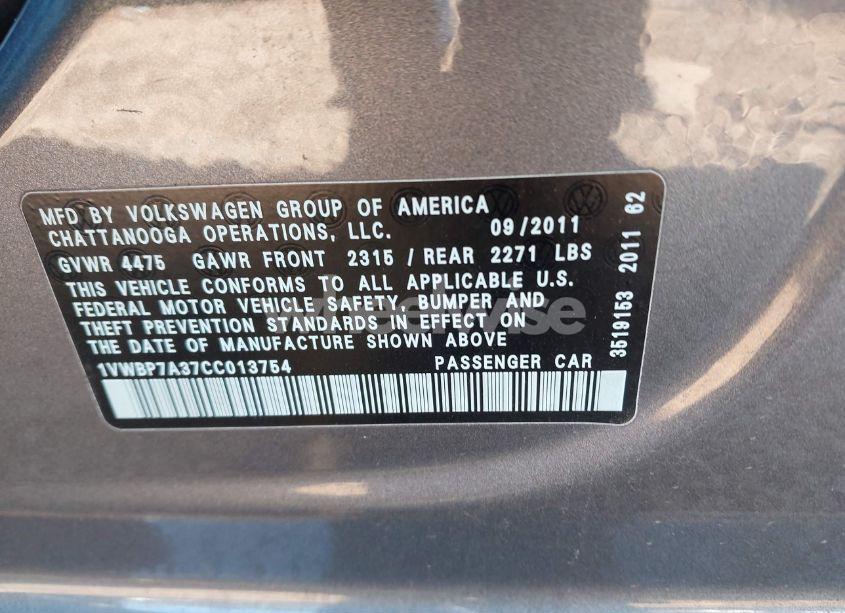 MFD BY VOLKSWAGEN GROUP OF AMERICA
CHATTANOOGA OPERATIONS, LLC. 09/2011
GVWR 4475 GAWR FRONT 2315 / REAR 2271 LBS
THIS VEHICLE CONFORMS TO ALL APPLICABLE U.S.
FEDERAL MOTOR VEHICLE SAFETY, BUMPER AND
THEFT PREVENTION STANDARDS IN EFFECT ON
THE DATE OF MANUFACTURE SHOWN ABOVE
1VWBP7A37CC013754 PASSENGER CAR
3519153 2011 62